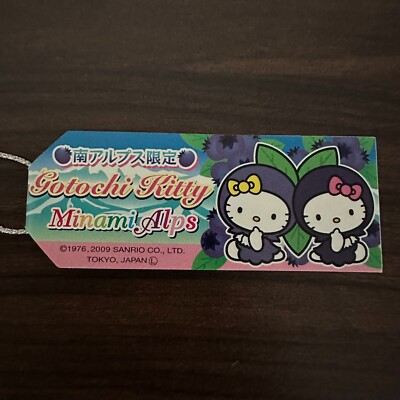 南アルプス限定
Gotochi Kitty
Minami Alps
©1976, 2009 SANRIO CO., LTD.
TOKYO, JAPAN Ⓛ